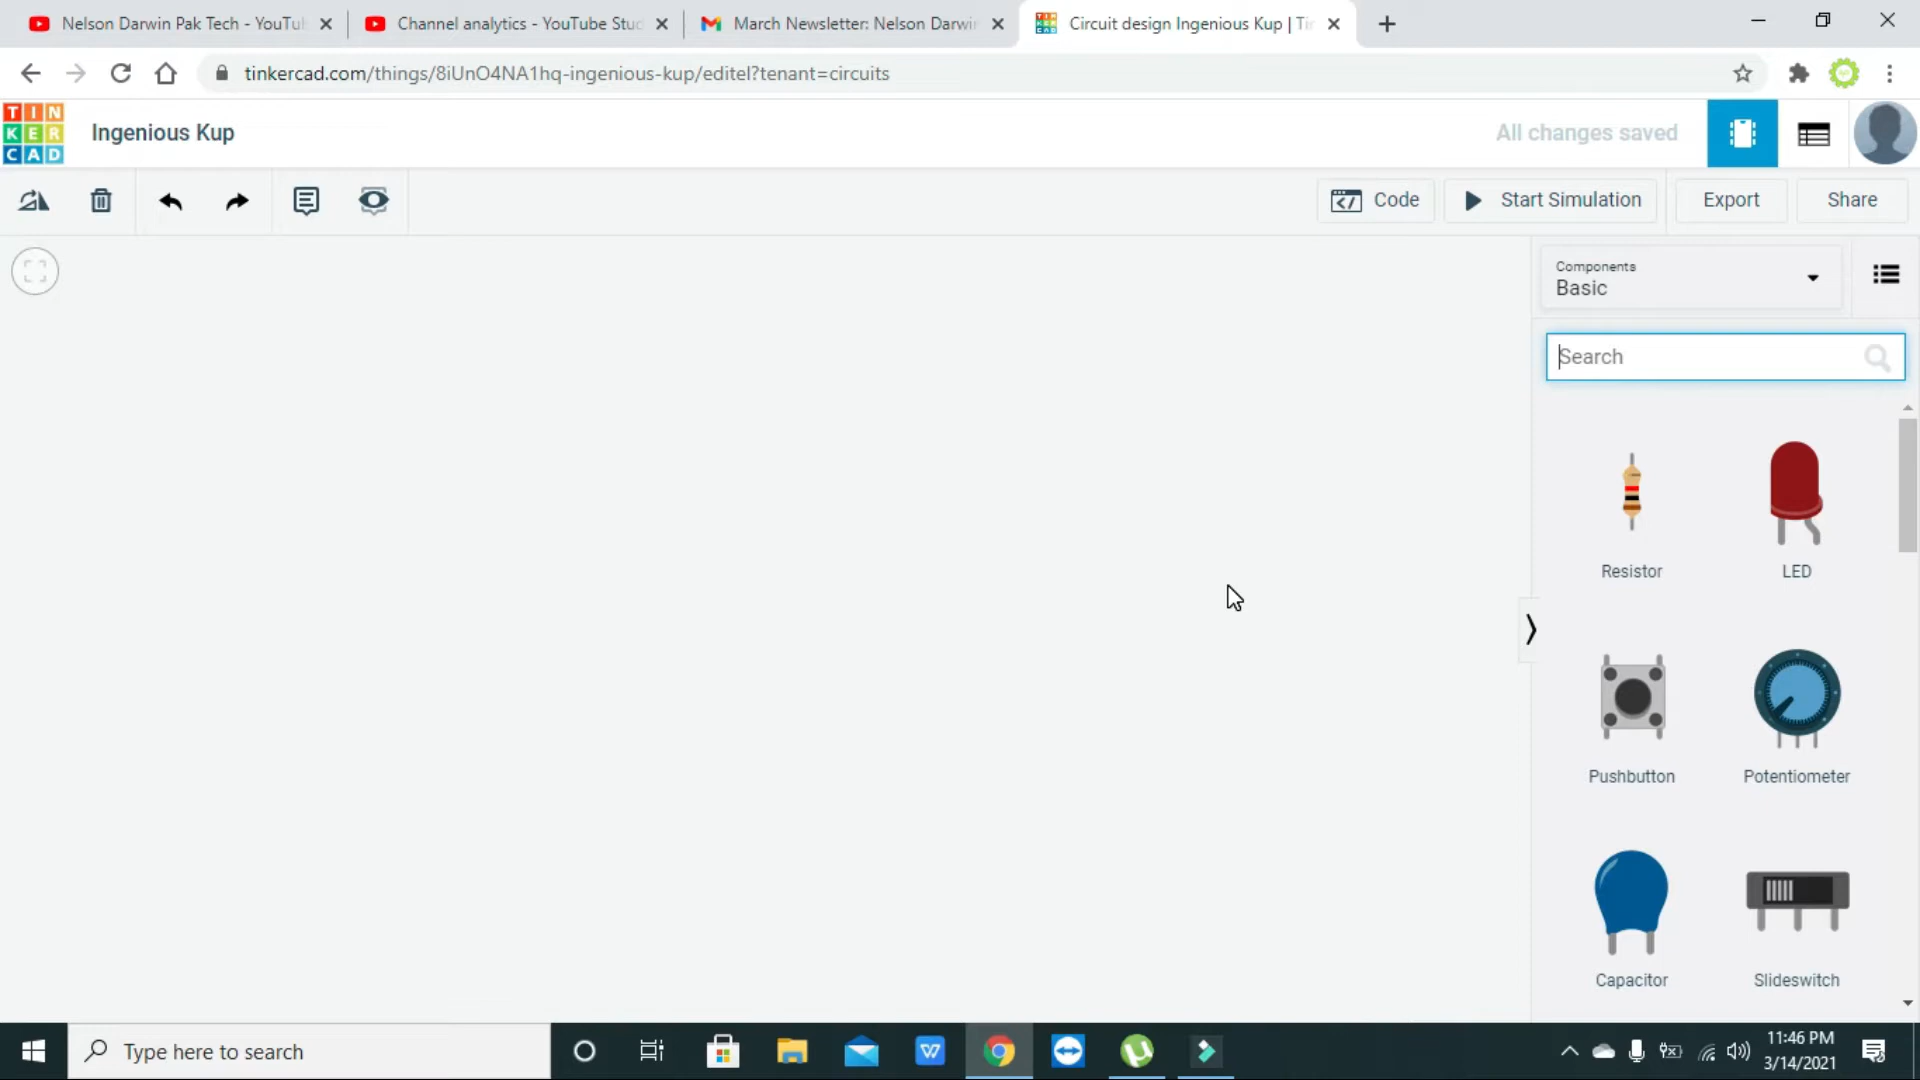 Nelson Darwin Pak Tech - YouTu
Channel analytics - YouTube Stu
March Newsletter: Nelson Darwi
Circuit design Ingenious Kup | Ti
tinkercad.com/things/8iUnO4NA1hq-ingenious-kup/editel?tenant=circuits
TIN
KER
CAD
Ingenious Kup
All changes saved
Code
Start Simulation
Export
Share
Components
Basic
Search
Resistor
LED
Pushbutton
Potentiometer
Capacitor
Slideswitch
Type here to search
W
11:46 PM
3/14/2021